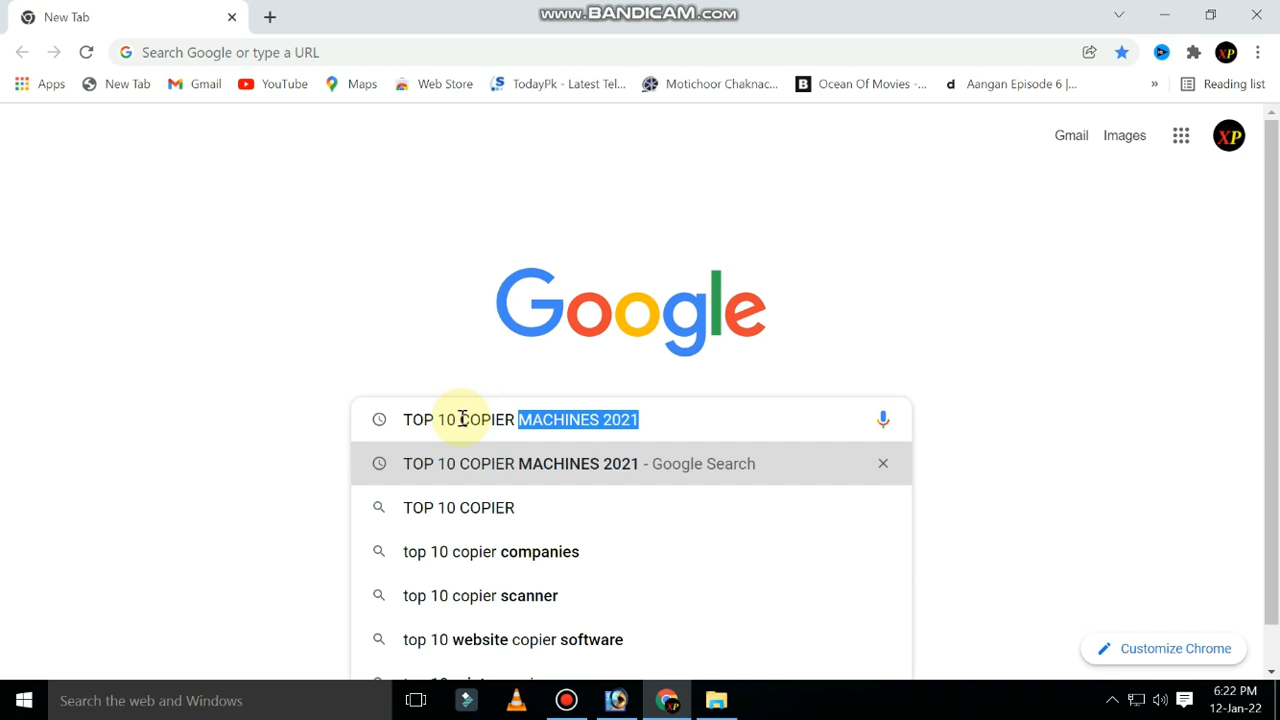 New Tab
www.BANDICAM.com
Search Google or type a URL
XP
Apps
New Tab
Gmail
YouTube
Maps
Web Store
TodayPk - Latest Tel...
Motichoor Chaknac...
Ocean Of Movies -...
Aangan Episode 6 |...
»
Reading list
Gmail
Images
XP
Google
TOP 10 COPIER MACHINES 2021
TOP 10 COPIER MACHINES 2021 - Google Search
TOP 10 COPIER
top 10 copier companies
top 10 copier scanner
top 10 website copier software
Customize Chrome
Search the web and Windows
6:22 PM
12-Jan-22